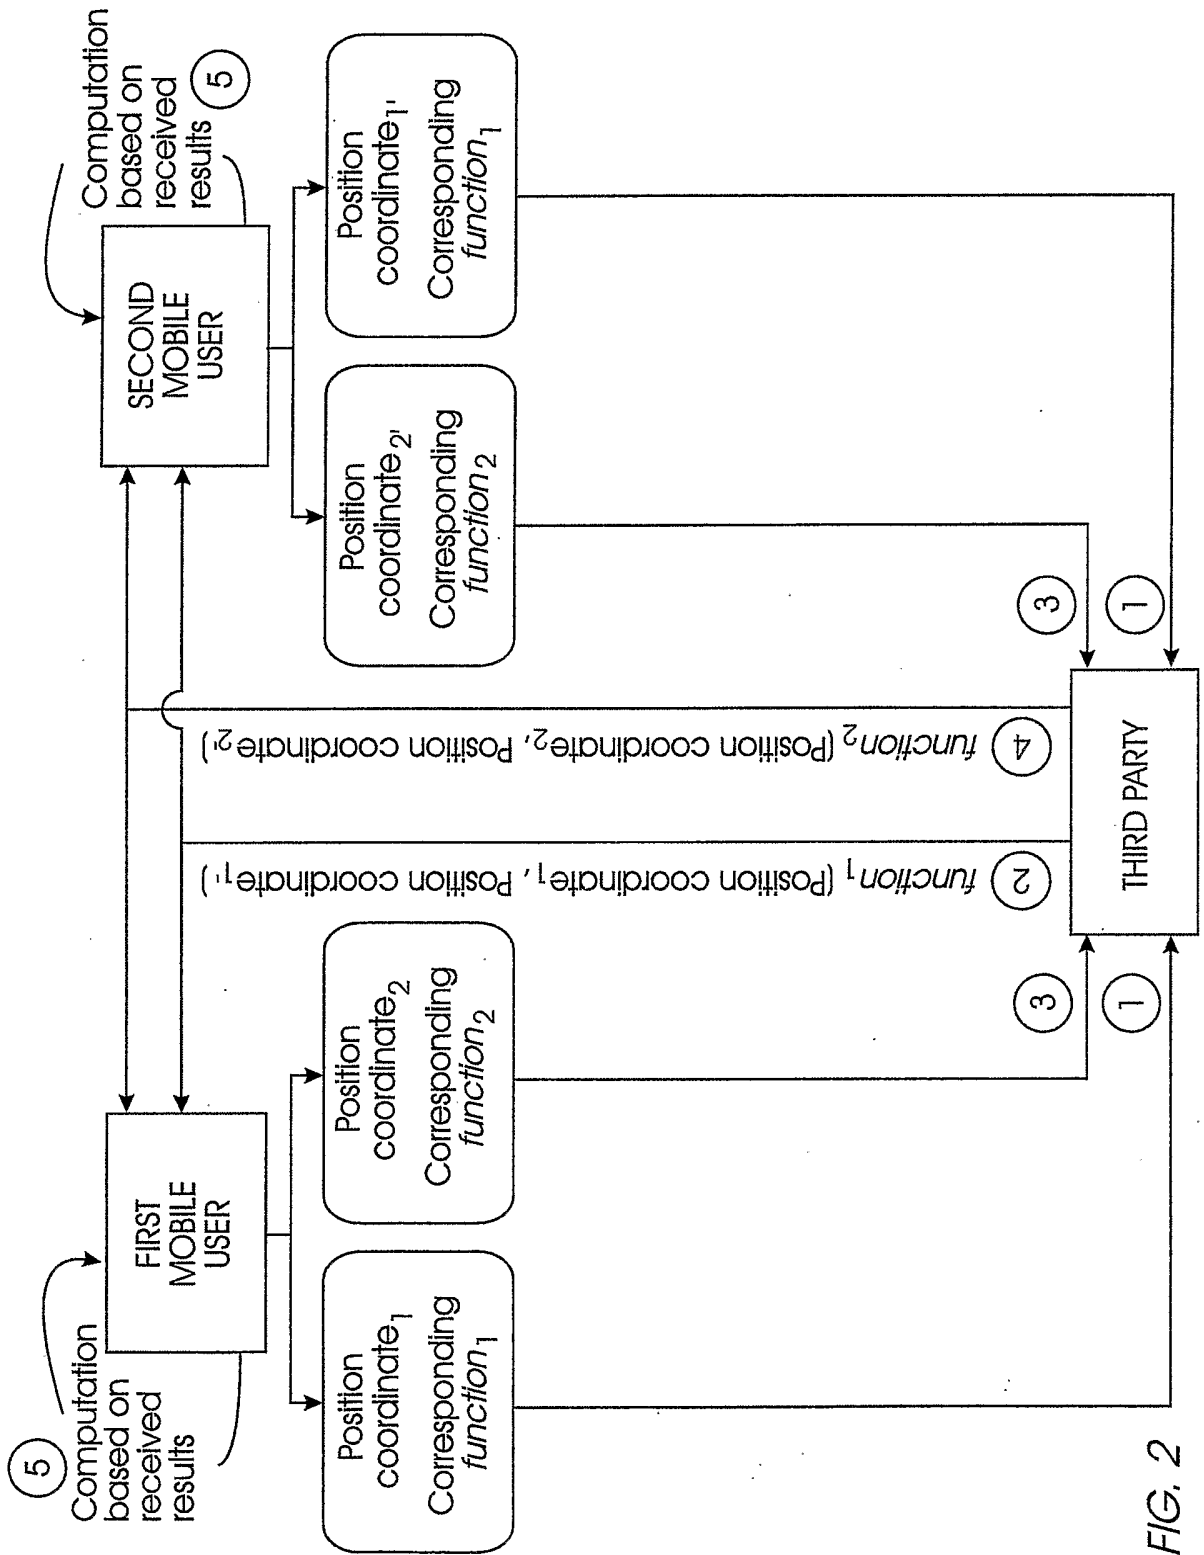 5
Computation
based on
received
results
FIRST
MOBILE
USER
Computation
based on
received
results
5
SECOND
MOBILE
USER
Position
coordinate₁
Corresponding
function₁
Position
coordinate₂
Corresponding
function₂
function₁ (Position coordinate₁, Position coordinate₁')
2
function₂ (Position coordinate₂, Position coordinate₂')
4
Position
coordinate₂'
Corresponding
function₂
Position
coordinate₁'
Corresponding
function₁
3
1
3
1
THIRD PARTY
FIG. 2